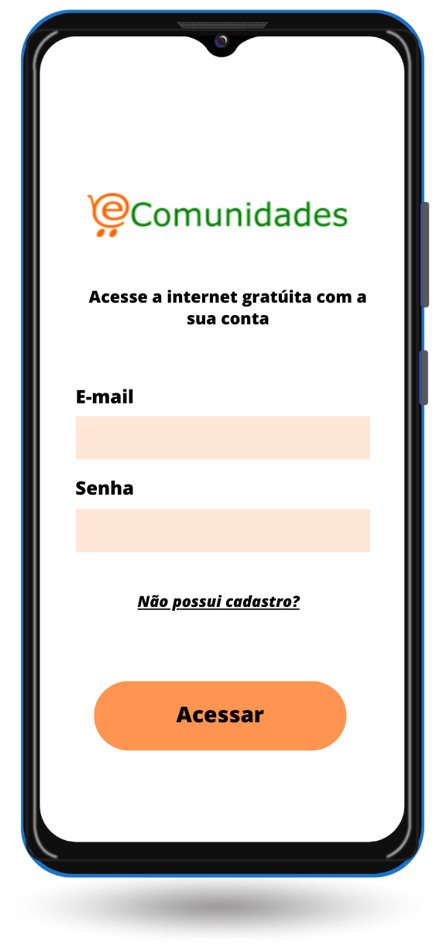 eComunidades
Acesse a internet gratúita com a
sua conta
E-mail
Senha
Não possui cadastro?
Acessar